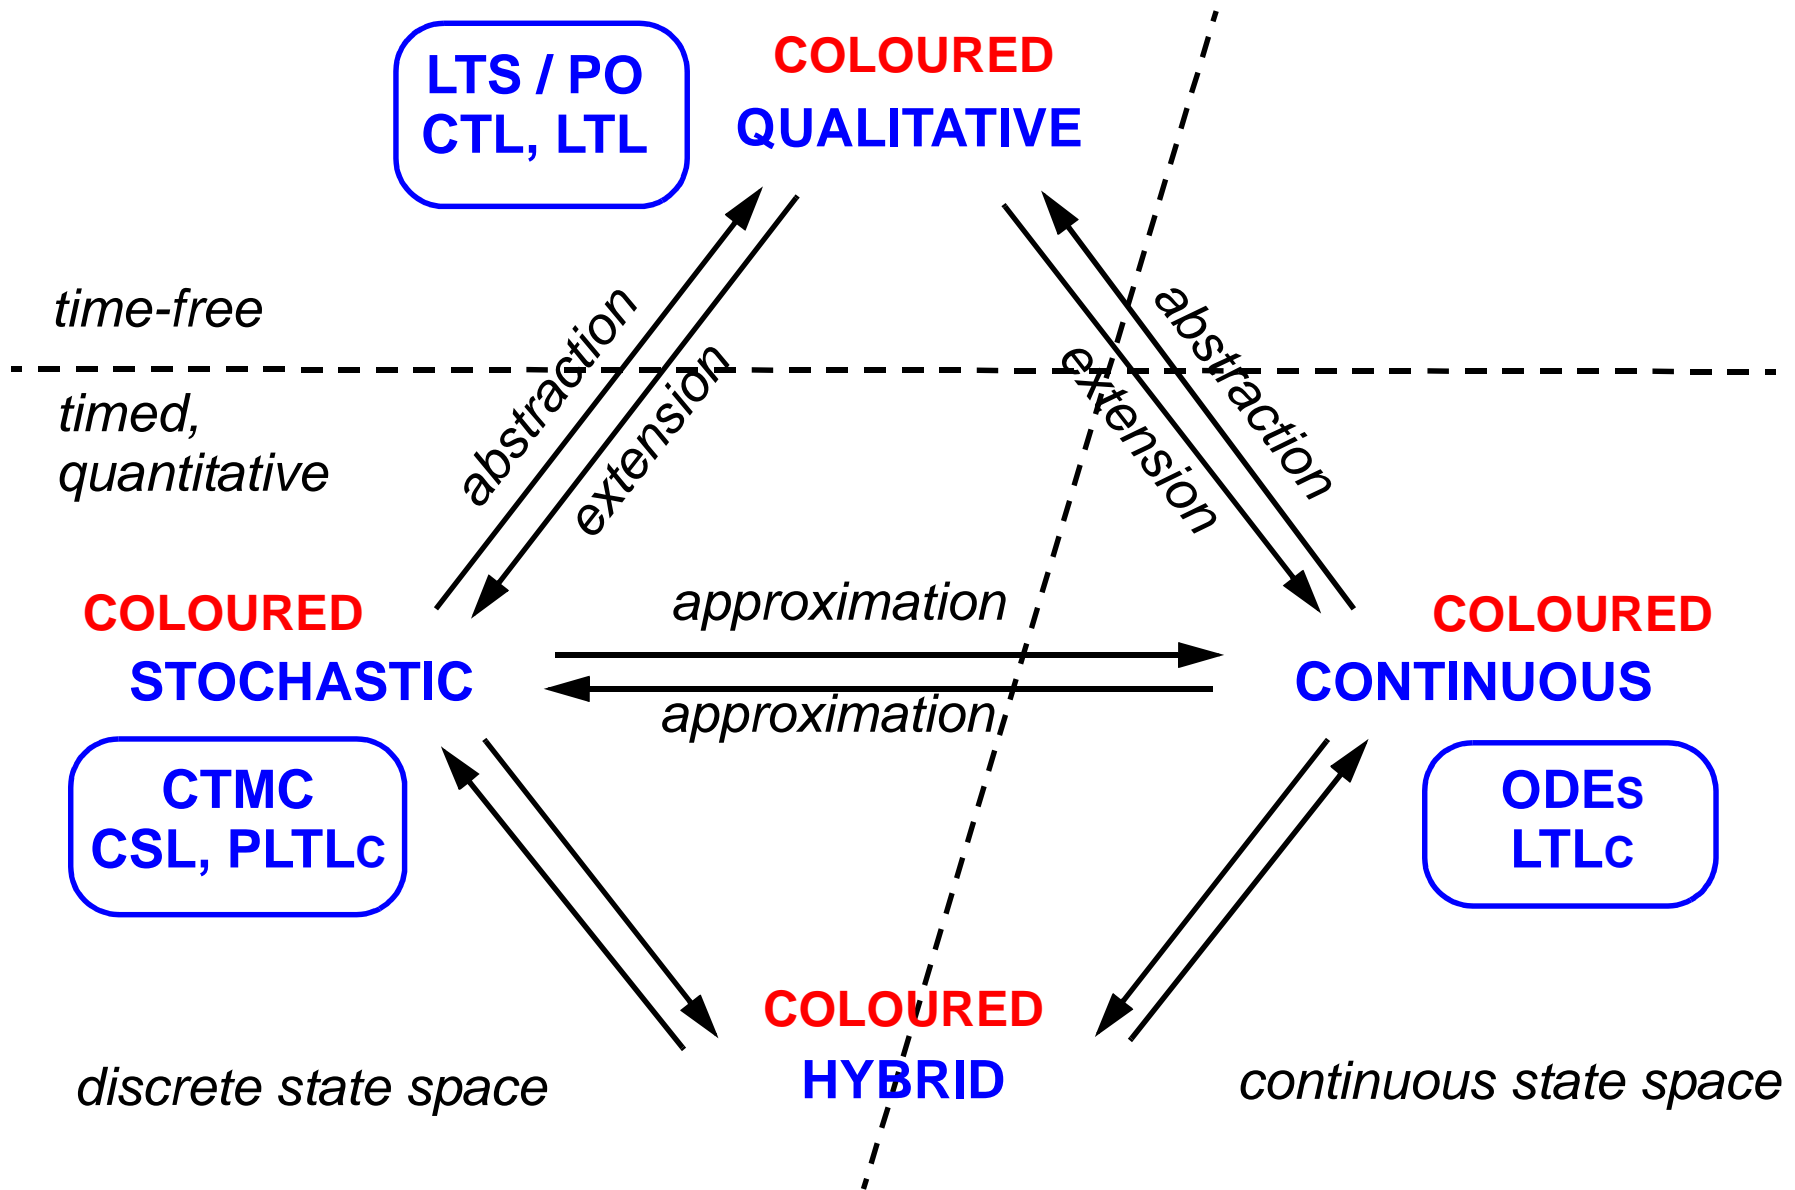 LTS / PO
CTL, LTL
COLOURED
QUALITATIVE
time-free
timed,
quantitative
abstraction
extension
extension
abstraction
COLOURED
STOCHASTIC
approximation
approximation
COLOURED
CONTINUOUS
CTMC
CSL, PLTLC
ODES
LTLC
COLOURED
HYBRID
discrete state space
continuous state space